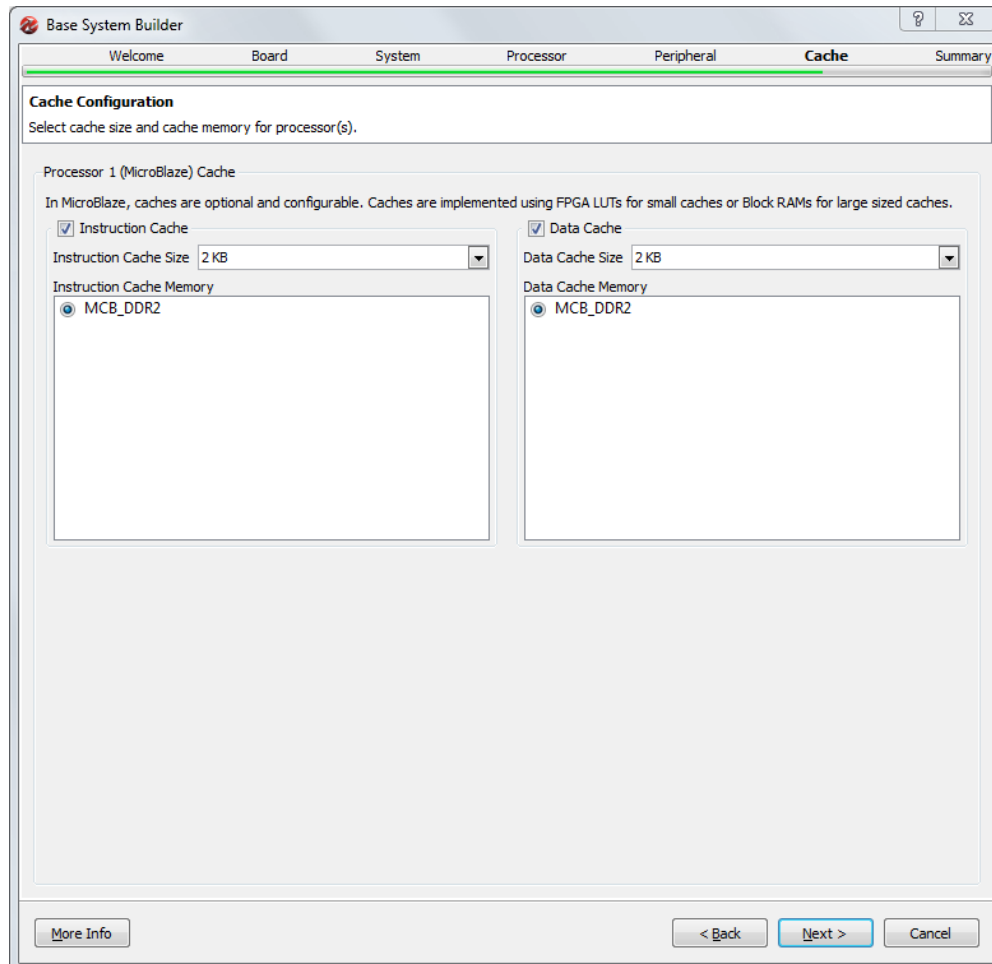 Base System Builder
Welcome Board System Processor Peripheral Cache Summary
Cache Configuration
Select cache size and cache memory for processor(s).
Processor 1 (MicroBlaze) Cache
In MicroBlaze, caches are optional and configurable. Caches are implemented using FPGA LUTs for small caches or Block RAMs for large sized caches.
Instruction Cache
Instruction Cache Size 2 KB
Instruction Cache Memory
MCB_DDR2
Data Cache
Data Cache Size 2 KB
Data Cache Memory
MCB_DDR2
More Info < Back Next > Cancel